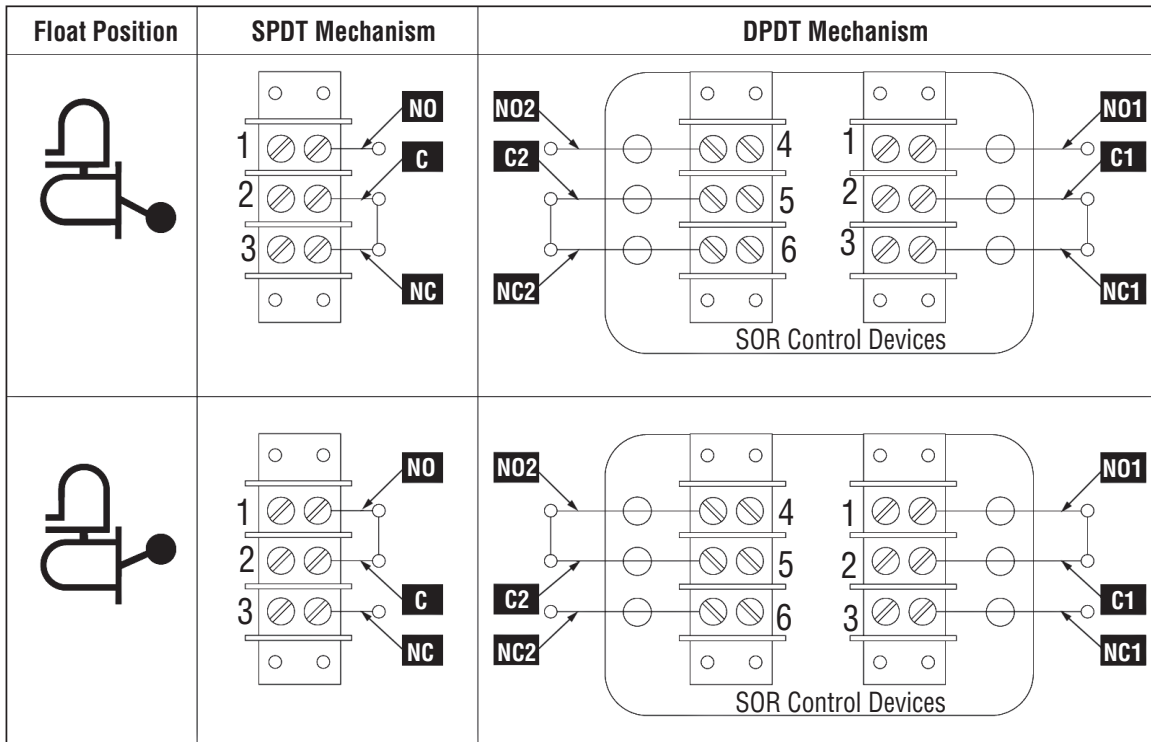 Float Position
SPDT Mechanism
DPDT Mechanism
NO
1
C
2
3
NC
NO2
NO1
4
1
C2
C1
5
2
6
3
NC2
NC1
SOR Control Devices
NO
1
2
C
3
NC
NO2
NO1
4
1
5
2
C2
C1
6
3
NC2
NC1
SOR Control Devices